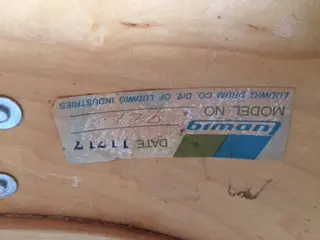 Ludwig
DATE 11717
MODEL NO.
LUDWIG DRUM CO. DIV. OF LUDWIG INDUSTRIES